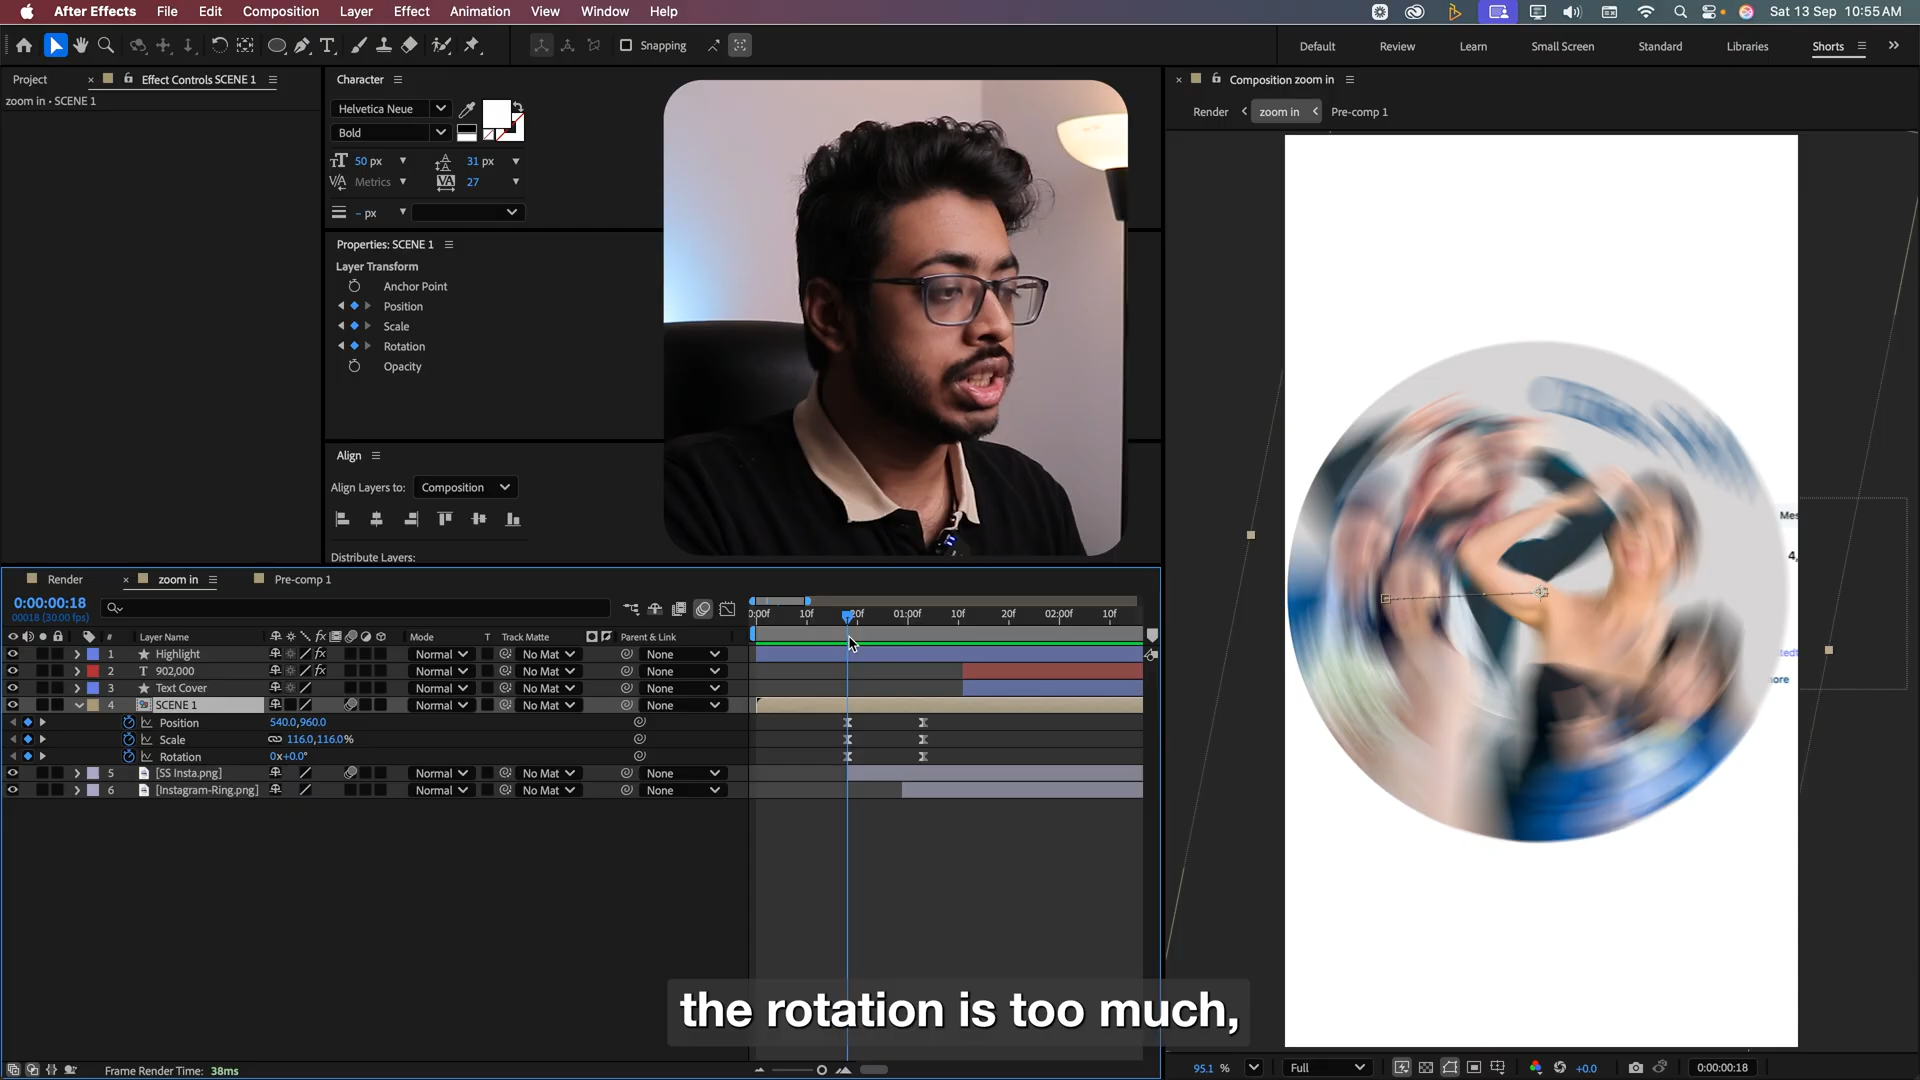 After Effects File Edit Composition Layer Effect Animation View Window Help Sat 13 Sep 10:55 AM
Snapping Default Review Learn Small Screen Standard Libraries Shorts
Project Effect Controls SCENE 1
zoom in • SCENE 1
Character
Helvetica Neue
Bold
50 px 31 px
Metrics 27
- px
Properties: SCENE 1
Layer Transform
Anchor Point
Position
Scale
Rotation
Opacity
Align
Align Layers to: Composition
Distribute Layers:
Composition zoom in
Render zoom in Pre-comp 1
Mes
4,
Render zoom in Pre-comp 1
0:00:00:18
00018 (30.00 fps)
0:00f 10f 20f 01:00f 10f 20f 02:00f 10f
# Layer Name fx Mode T Track Matte Parent & Link
1 Highlight fx Normal No Mat None
2 T 902,000 fx Normal No Mat None
3 Text Cover Normal No Mat None
4 SCENE 1 Normal No Mat None
Position 540.0,960.0
Scale 116.0,116.0%
Rotation 0x+0.0°
5 [SS Insta.png] Normal No Mat None
6 [Instagram-Ring.png] Normal No Mat None
the rotation is too much,
Frame Render Time: 38ms
95.1 % Full +0.0 0:00:00:18